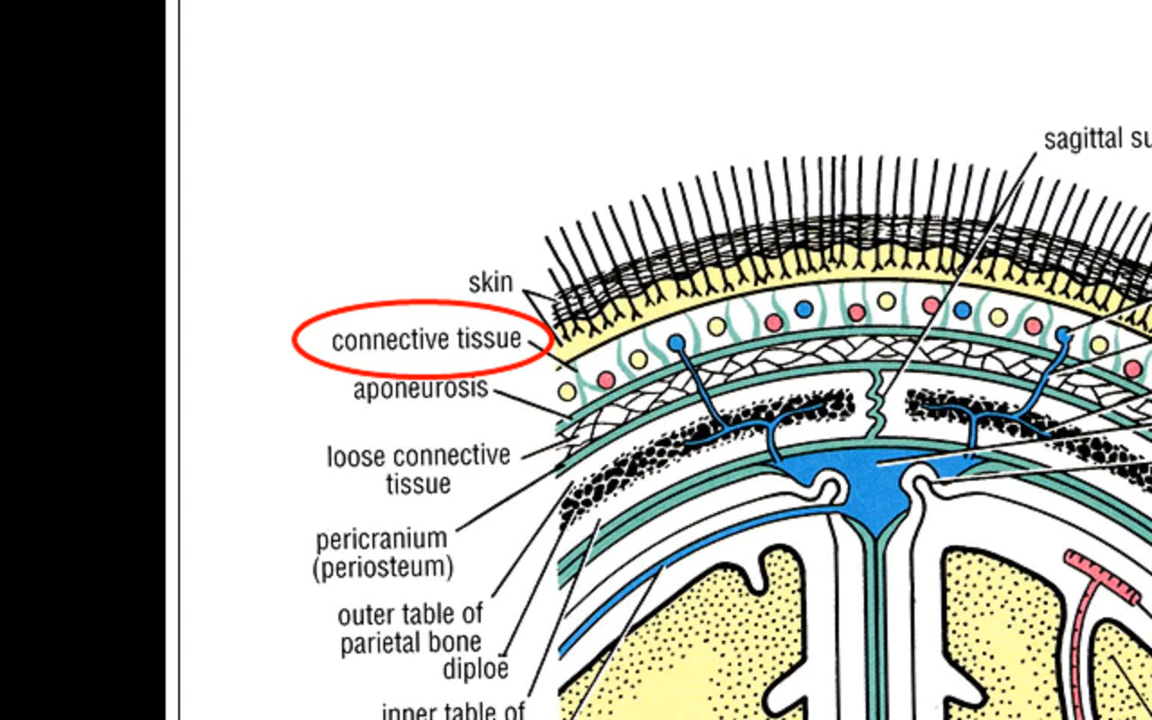 sagittal su
skin
connective tissue
aponeurosis
loose connective
tissue
pericranium
(periosteum)
outer table of
parietal bone
diploë
inner table of